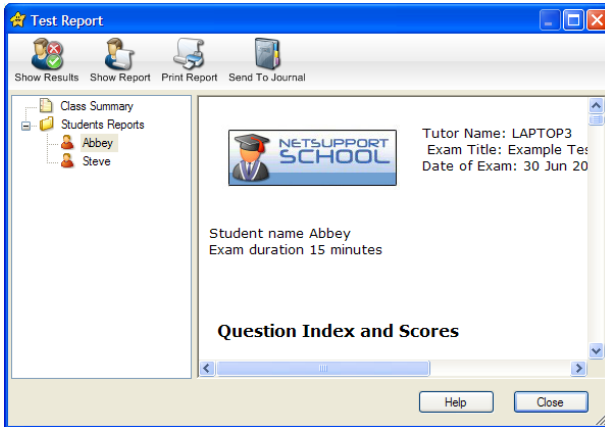 Test Report
Show Results Show Report Print Report Send To Journal
Class Summary
Students Reports
Abbey
Steve
NETSUPPORT
SCHOOL
Tutor Name: LAPTOP3
Exam Title: Example Tes
Date of Exam: 30 Jun 20
Student name Abbey
Exam duration 15 minutes
Question Index and Scores
Help Close